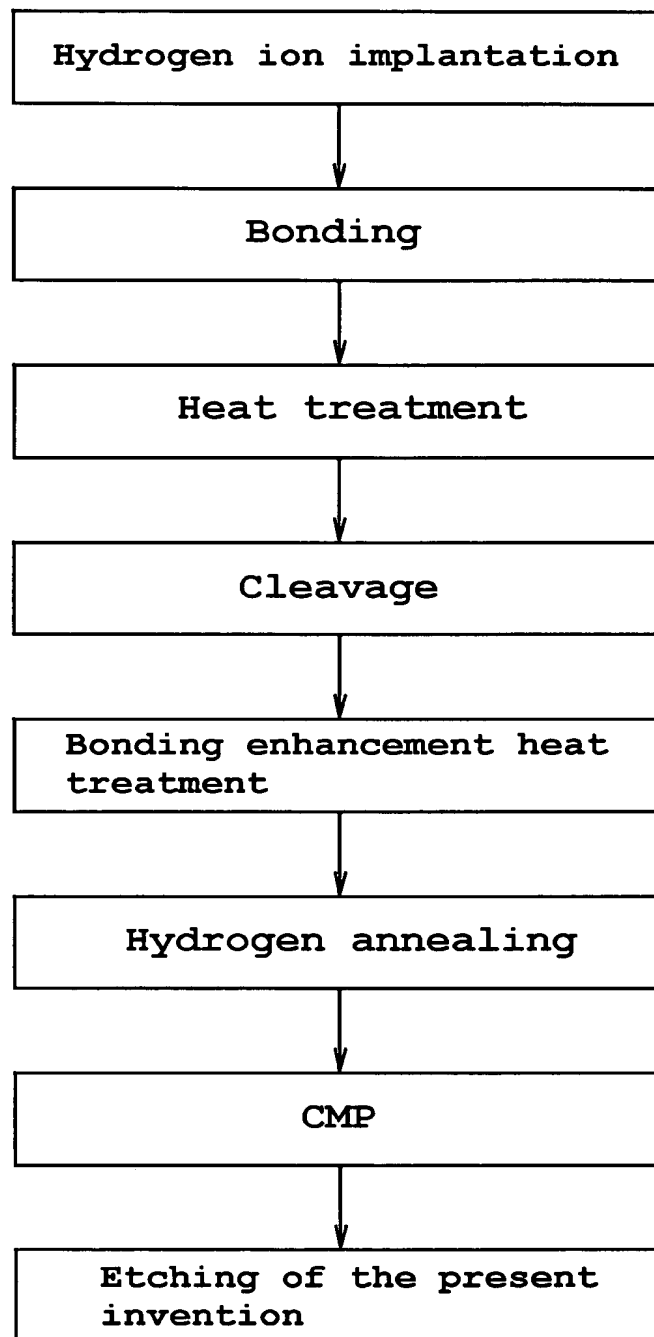 Hydrogen ion implantation
Bonding
Heat treatment
Cleavage
Bonding enhancement heat
treatment
Hydrogen annealing
CMP
Etching of the present
invention